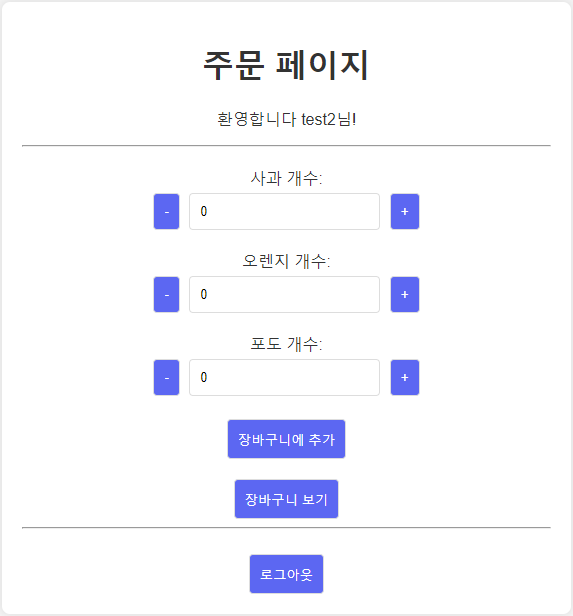 주문 페이지
환영합니다 test2님!
사과 개수:
- 0 +
오렌지 개수:
- 0 +
포도 개수:
- 0 +
장바구니에 추가
장바구니 보기
로그아웃